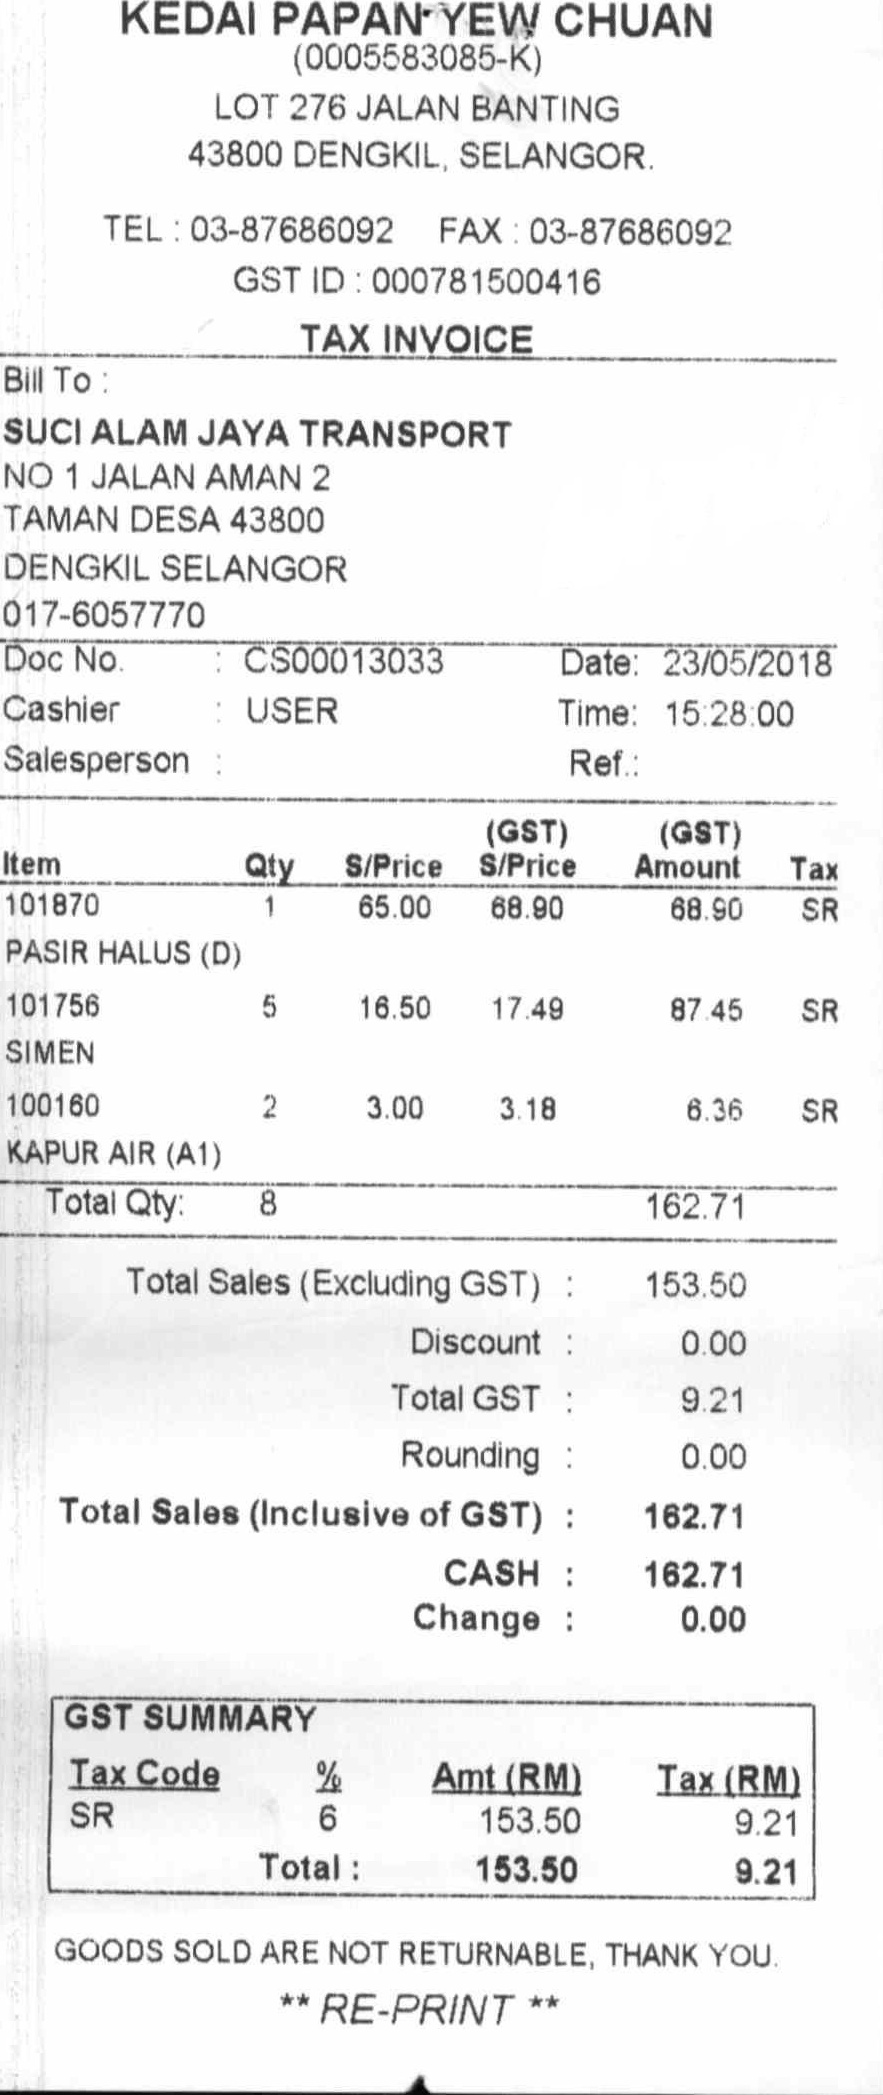 KEDAI PAPAN YEW CHUAN
(0005583085-K)
LOT 276 JALAN BANTING
43800 DENGKIL, SELANGOR.
TEL : 03-87686092 FAX : 03-87686092
GST ID : 000781500416
TAX INVOICE
Bill To :
SUCI ALAM JAYA TRANSPORT
NO 1 JALAN AMAN 2
TAMAN DESA 43800
DENGKIL SELANGOR
017-6057770
Doc No. : CS00013033 Date: 23/05/2018
Cashier : USER Time: 15:28:00
Salesperson : Ref.:
(GST) (GST)
Item Qty S/Price S/Price Amount Tax
101870 1 65.00 68.90 68.90 SR
PASIR HALUS (D)
101756 5 16.50 17.49 87.45 SR
SIMEN
100160 2 3.00 3.18 6.36 SR
KAPUR AIR (A1)
Total Qty: 8 162.71
Total Sales (Excluding GST) : 153.50
Discount : 0.00
Total GST : 9.21
Rounding : 0.00
Total Sales (Inclusive of GST) : 162.71
CASH : 162.71
Change : 0.00
GST SUMMARY
Tax Code % Amt (RM) Tax (RM)
SR 6 153.50 9.21
Total : 153.50 9.21
GOODS SOLD ARE NOT RETURNABLE, THANK YOU.
** RE-PRINT **